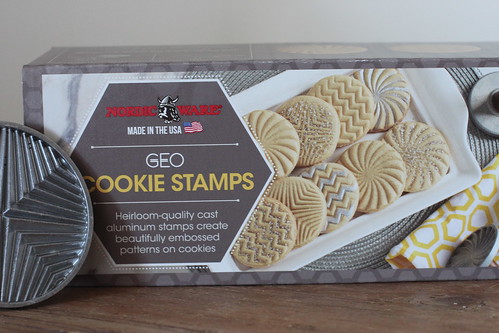 NORDIC WARE®
MADE IN THE USA
GEO
COOKIE STAMPS
Heirloom-quality cast
aluminum stamps create
beautifully embossed
patterns on cookies